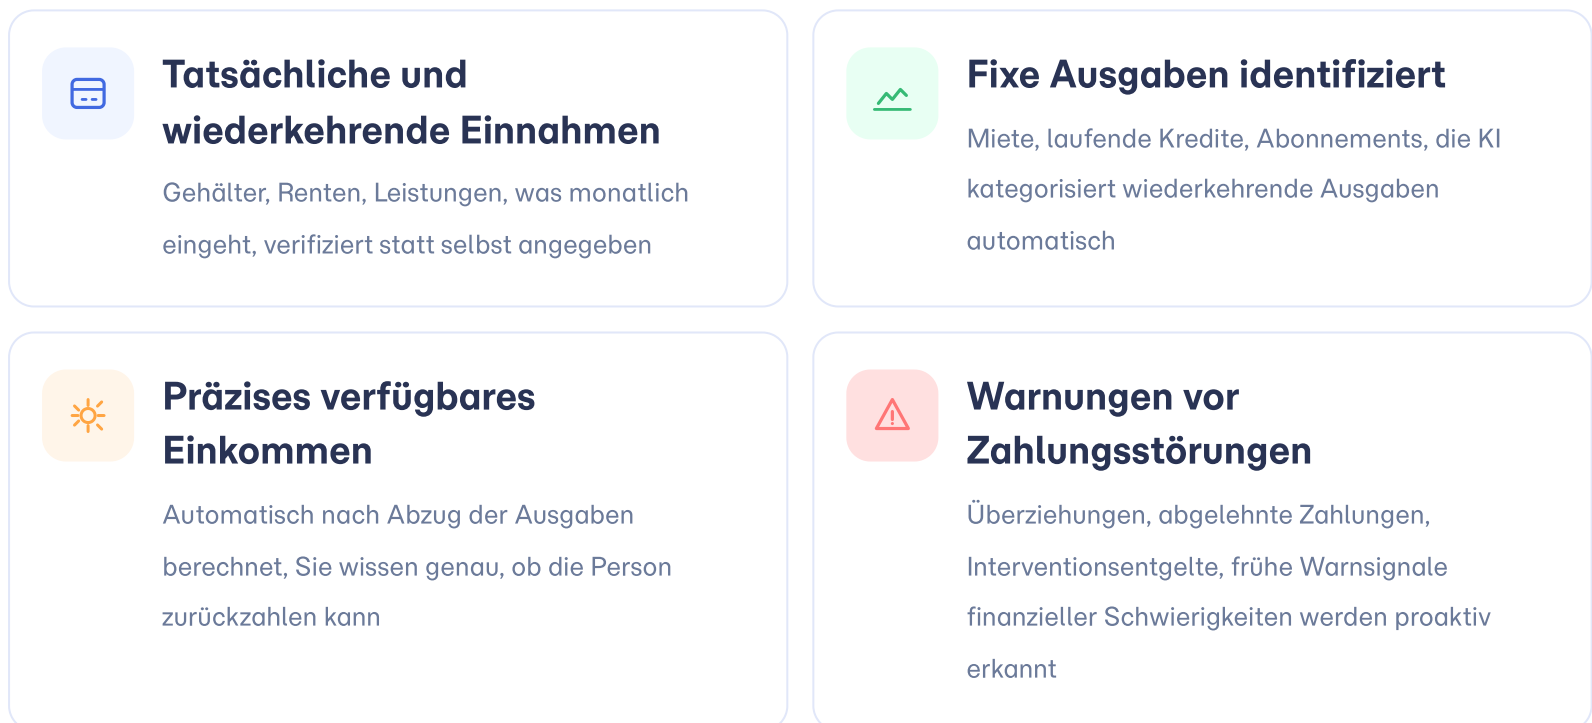 Tatsächliche und
wiederkehrende Einnahmen
Gehälter, Renten, Leistungen, was monatlich
eingeht, verifiziert statt selbst angegeben
Fixe Ausgaben identifiziert
Miete, laufende Kredite, Abonnements, die KI
kategorisiert wiederkehrende Ausgaben
automatisch
Präzises verfügbares
Einkommen
Automatisch nach Abzug der Ausgaben
berechnet, Sie wissen genau, ob die Person
zurückzahlen kann
Warnungen vor
Zahlungsstörungen
Überziehungen, abgelehnte Zahlungen,
Interventionsentgelte, frühe Warnsignale
finanzieller Schwierigkeiten werden proaktiv
erkannt